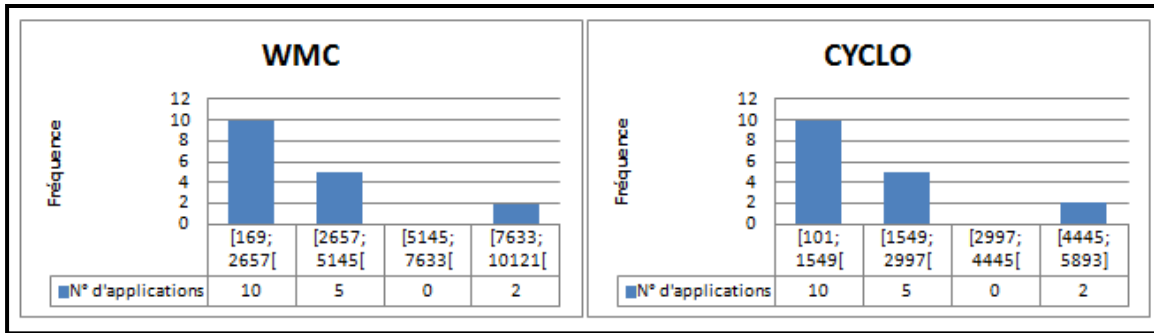 WMC
Fréquence
12
10
8
6
4
2
0
[169; 2657[ [2657; 5145[ [5145; 7633[ [7633; 10121[
N° d'applications 10 5 0 2
CYCLO
Fréquence
12
10
8
6
4
2
0
[101; 1549[ [1549; 2997[ [2997; 4445[ [4445; 5893]
N° d'applications 10 5 0 2